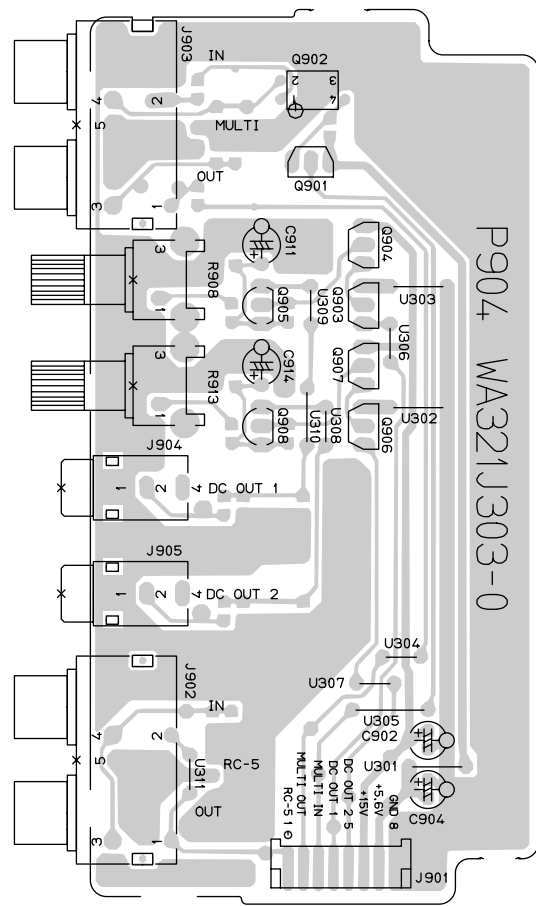 J903
IN
Q902
2
3
4
2
4
5
MULTI
OUT
3
1
Q901
C911
Q904
P904 WA321J303-0
3
R908
1
Q905
U309
Q903
U303
U306
C914
Q907
3
R913
1
Q908
U310
U308
Q906
U302
J904
1
2
4
DC OUT 1
J905
1
2
4
DC OUT 2
U304
U307
J902
IN
U305
C902
4
5
2
U311
RC-5
U301
OUT
3
1
RC-5 1
MULTI OUT
MULTI IN
DC OUT 1
DC OUT 2 5
+15V
+5.6V
GND 8
C904
J901